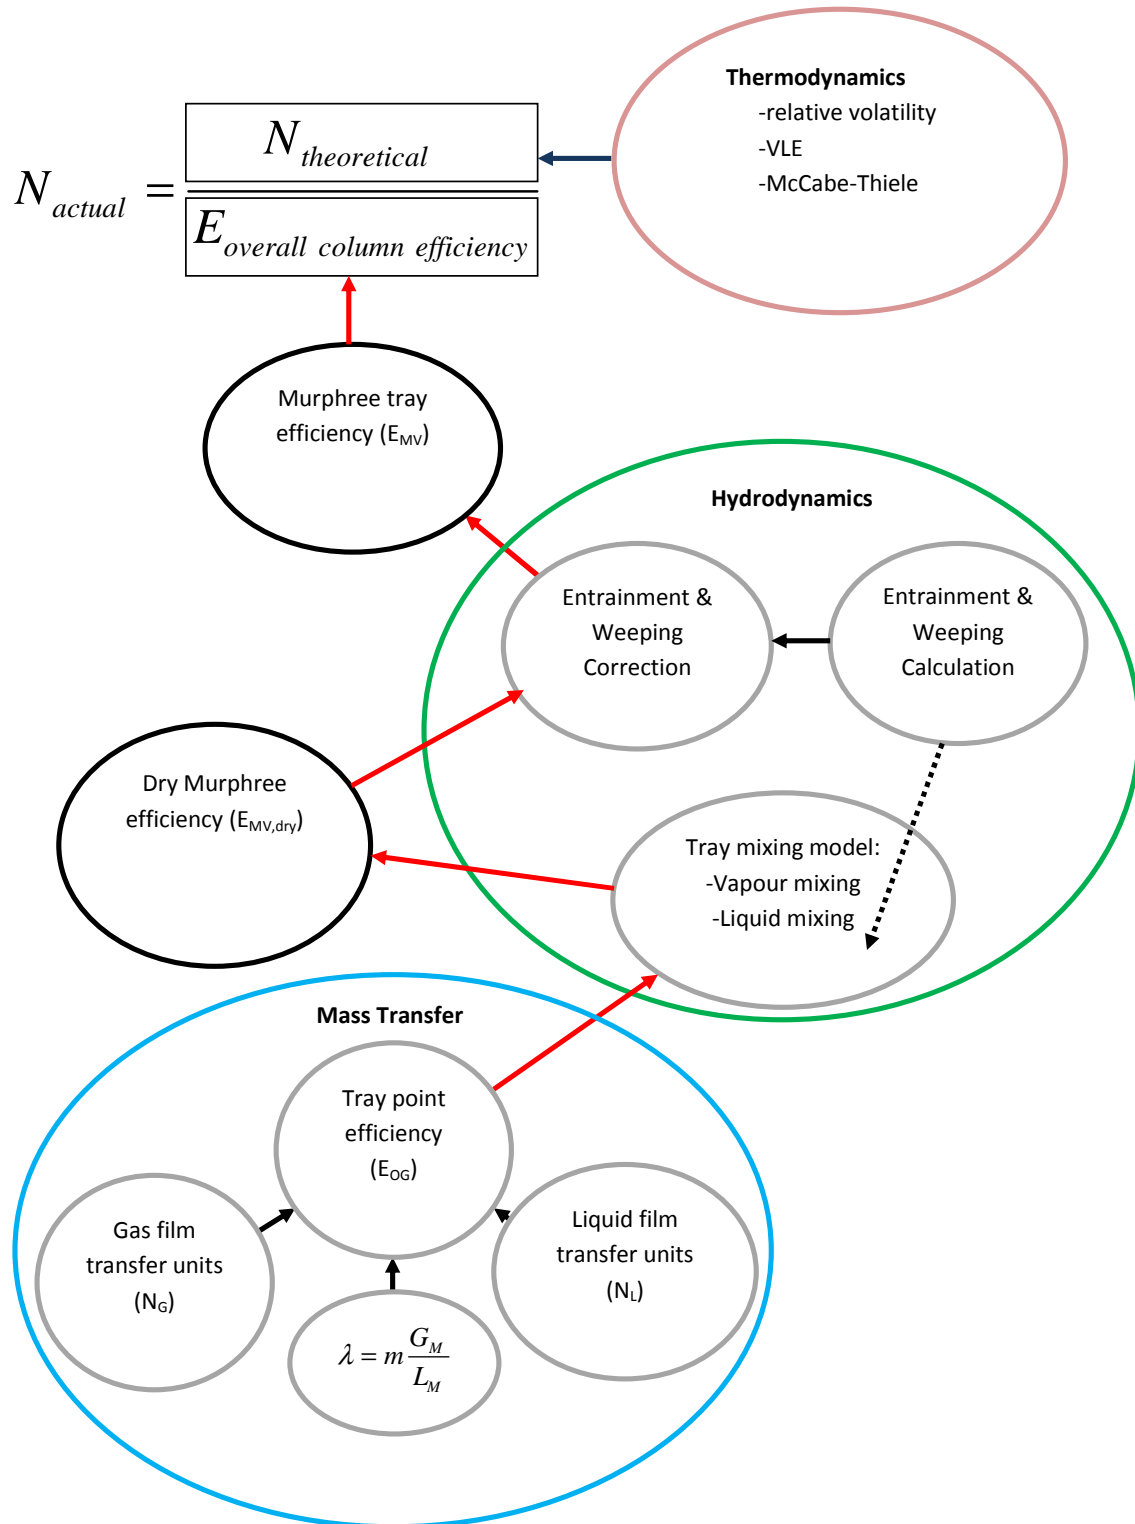 Thermodynamics
-relative volatility
-VLE
-McCabe-Thiele
N_actual = N_theoretical / E_overall column efficiency
Murphree tray
efficiency (E_MV)
Hydrodynamics
Entrainment &
Weeping
Correction
Entrainment &
Weeping
Calculation
Dry Murphree
efficiency (E_MV,dry)
Tray mixing model:
-Vapour mixing
-Liquid mixing
Mass Transfer
Tray point
efficiency
(E_OG)
Gas film
transfer units
(N_G)
Liquid film
transfer units
(N_L)
λ = m G_M / L_M